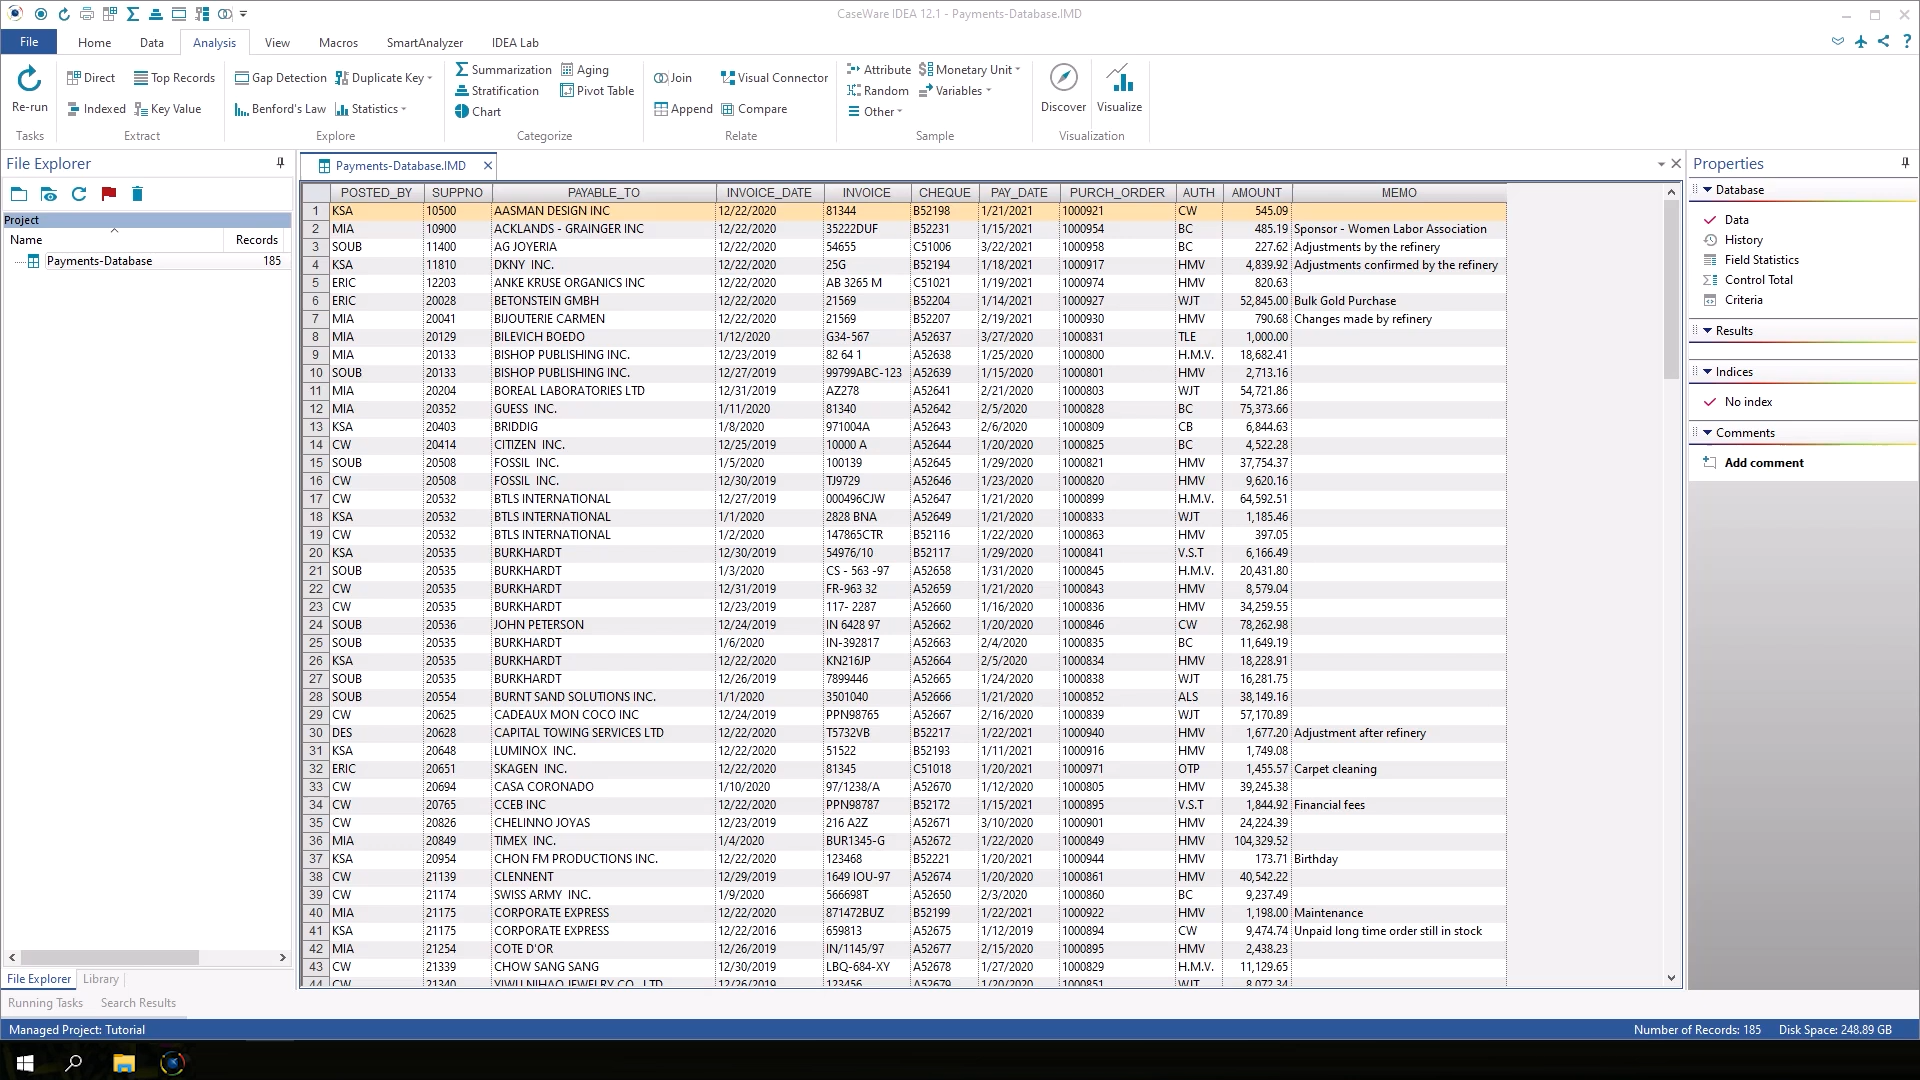 CaseWare IDEA 12.1 - Payments-Database.IMD
File Home Data Analysis View Macros SmartAnalyzer IDEA Lab
Re-run
Tasks
Direct Top Records
Indexed Key Value
Extract
Gap Detection Duplicate Key
Benford's Law Statistics
Explore
Summarization Aging
Stratification Pivot Table
Chart
Categorize
Join Visual Connector
Append Compare
Relate
Attribute Monetary Unit
Random Variables
Other
Sample
Discover Visualize
Visualization
File Explorer
Project
Name Records
Payments-Database 185
File Explorer Library
Running Tasks Search Results
Payments-Database.IMD
POSTED_BY SUPPNO PAYABLE_TO INVOICE_DATE INVOICE CHEQUE PAY_DATE PURCH_ORDER AUTH AMOUNT MEMO
1 KSA 10500 AASMAN DESIGN INC 12/22/2020 81344 B52198 1/21/2021 1000921 CW 545.09
2 MIA 10900 ACKLANDS - GRAINGER INC 12/22/2020 35222DUF B52231 1/15/2021 1000954 BC 485.19 Sponsor - Women Labor Association
3 SOUB 11400 AG JOYERIA 12/22/2020 54655 C51006 3/22/2021 1000958 BC 227.62 Adjustments by the refinery
4 KSA 11810 DKNY INC. 12/22/2020 25G B52194 1/18/2021 1000917 HMV 4,839.92 Adjustments confirmed by the refinery
5 ERIC 12203 ANKE KRUSE ORGANICS INC 12/22/2020 AB 3265 M C51021 1/19/2021 1000974 HMV 820.63
6 ERIC 20028 BETONSTEIN GMBH 12/22/2020 21569 B52204 1/14/2021 1000927 WJT 52,845.00 Bulk Gold Purchase
7 MIA 20041 BIJOUTERIE CARMEN 12/22/2020 21569 B52207 2/19/2021 1000930 HMV 790.68 Changes made by refinery
8 MIA 20129 BILEVICH BOEDO 1/12/2020 G34-567 A52637 3/27/2020 1000831 TLE 1,000.00
9 MIA 20133 BISHOP PUBLISHING INC. 12/23/2019 82 64 1 A52638 1/25/2020 1000800 H.M.V. 18,682.41
10 SOUB 20133 BISHOP PUBLISHING INC. 12/27/2019 99799ABC-123 A52639 1/15/2020 1000801 HMV 2,713.16
11 MIA 20204 BOREAL LABORATORIES LTD 12/31/2019 AZ278 A52641 2/21/2020 1000803 WJT 54,721.86
12 MIA 20352 GUESS INC. 1/11/2020 81340 A52642 2/5/2020 1000828 BC 75,373.66
13 KSA 20403 BRIDDIG 1/8/2020 971004A A52643 2/6/2020 1000809 CB 6,844.63
14 CW 20414 CITIZEN INC. 12/25/2019 10000 A A52644 1/20/2020 1000825 BC 4,522.28
15 SOUB 20508 FOSSIL INC. 1/5/2020 100139 A52645 1/29/2020 1000821 HMV 37,754.37
16 CW 20508 FOSSIL INC. 12/30/2019 TJ9729 A52646 1/23/2020 1000820 HMV 9,620.16
17 CW 20532 BTLS INTERNATIONAL 12/27/2019 000496CJW A52647 1/21/2020 1000899 H.M.V. 64,592.51
18 KSA 20532 BTLS INTERNATIONAL 1/1/2020 2828 BNA A52649 1/21/2020 1000833 WJT 1,185.46
19 CW 20532 BTLS INTERNATIONAL 1/2/2020 147865CTR B52116 1/22/2020 1000863 HMV 397.05
20 KSA 20535 BURKHARDT 12/30/2019 54976/10 B52117 1/29/2020 1000841 V.S.T 6,166.49
21 SOUB 20535 BURKHARDT 1/3/2020 CS - 563 -97 A52658 1/31/2020 1000845 H.M.V. 20,431.80
22 CW 20535 BURKHARDT 12/31/2019 FR-963 32 A52659 1/21/2020 1000843 HMV 8,579.04
23 CW 20535 BURKHARDT 12/23/2019 117- 2287 A52660 1/16/2020 1000836 HMV 34,259.55
24 SOUB 20536 JOHN PETERSON 12/24/2019 IN 6428 97 A52662 1/20/2020 1000846 CW 78,262.98
25 SOUB 20535 BURKHARDT 1/6/2020 IN-392817 A52663 2/4/2020 1000835 BC 11,649.19
26 KSA 20535 BURKHARDT 12/22/2020 KN216JP A52664 2/5/2020 1000834 HMV 18,228.91
27 SOUB 20535 BURKHARDT 12/26/2019 7899446 A52665 1/24/2020 1000838 WJT 16,281.75
28 SOUB 20554 BURNT SAND SOLUTIONS INC. 1/1/2020 3501040 A52666 1/21/2020 1000852 ALS 38,149.16
29 CW 20625 CADEAUX MON COCO INC 12/24/2019 PPN98765 A52667 2/16/2020 1000839 WJT 57,170.89
30 DES 20628 CAPITAL TOWING SERVICES LTD 12/22/2020 T5732VB B52217 1/22/2021 1000940 HMV 1,677.20 Adjustment after refinery
31 KSA 20648 LUMINOX INC. 12/22/2020 51522 B52193 1/11/2021 1000916 HMV 1,749.08
32 ERIC 20651 SKAGEN INC. 12/22/2020 81345 C51018 1/20/2021 1000971 OTP 1,455.57 Carpet cleaning
33 CW 20694 CASA CORONADO 1/10/2020 97/1238/A A52670 1/12/2020 1000805 HMV 39,245.38
34 CW 20765 CCEB INC 12/22/2020 PPN98787 B52172 1/15/2021 1000895 V.S.T 1,844.92 Financial fees
35 CW 20826 CHELINNO JOYAS 12/23/2019 216 A2Z A52671 3/10/2020 1000901 HMV 24,224.39
36 MIA 20849 TIMEX INC. 1/4/2020 BUR1345-G A52672 1/22/2020 1000849 HMV 104,329.52
37 KSA 20954 CHON FM PRODUCTIONS INC. 12/22/2020 123468 B52221 1/20/2021 1000944 HMV 173.71 Birthday
38 CW 21139 CLENNENT 12/29/2019 1649 IOU-97 A52674 1/20/2020 1000861 HMV 40,542.22
39 CW 21174 SWISS ARMY INC. 1/9/2020 566698T A52650 2/3/2020 1000860 BC 9,237.49
40 MIA 21175 CORPORATE EXPRESS 12/22/2020 871472BUZ B52199 1/22/2021 1000922 HMV 1,198.00 Maintenance
41 KSA 21175 CORPORATE EXPRESS 12/22/2016 659813 A52675 1/12/2019 1000894 CW 9,474.74 Unpaid long time order still in stock
42 MIA 21254 COTE D'OR 12/26/2019 IN/1145/97 A52677 2/15/2020 1000895 HMV 2,438.23
43 CW 21339 CHOW SANG SANG 12/30/2019 LBQ-684-XY A52678 1/27/2020 1000829 H.M.V. 11,129.65
44 CW 21340 YIWU NIHAO JEWELRY CO., LTD 12/26/2019 123456 A52679 1/20/2020 1000851 WJT 8,072.34
Properties
Database
Data
History
Field Statistics
Control Total
Criteria
Results
Indices
No index
Comments
Add comment
Managed Project: Tutorial Number of Records: 185 Disk Space: 248.89 GB